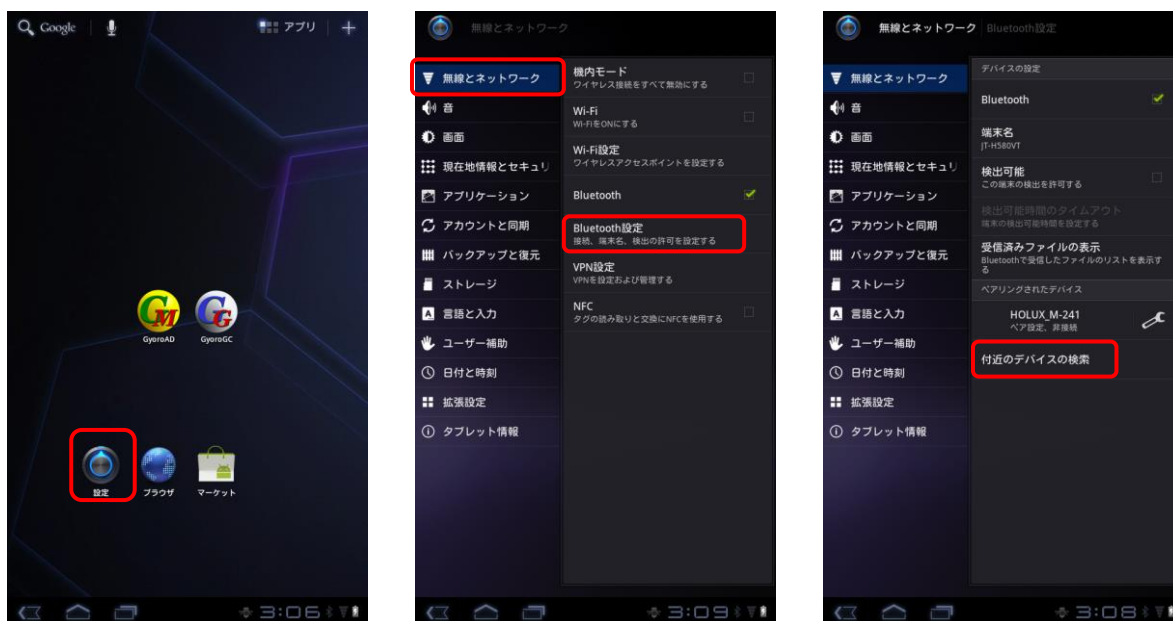 Google
アプリ
GyoroAD
GyoroGC
設定
ブラウザ
マーケット
3:06
無線とネットワーク
無線とネットワーク
音
画面
現在地情報とセキュリ
アプリケーション
アカウントと同期
バックアップと復元
ストレージ
言語と入力
ユーザー補助
日付と時刻
拡張設定
タブレット情報
機内モード
ワイヤレス接続をすべて無効にする
Wi-Fi
Wi-FiをONにする
Wi-Fi設定
ワイヤレスアクセスポイントを設定する
Bluetooth
Bluetooth設定
接続、端末名、検出の許可を設定する
VPN設定
VPNを設定および管理する
NFC
タグの読み取りと交換にNFCを使用する
3:09
無線とネットワーク Bluetooth設定
無線とネットワーク
音
画面
現在地情報とセキュリ
アプリケーション
アカウントと同期
バックアップと復元
ストレージ
言語と入力
ユーザー補助
日付と時刻
拡張設定
タブレット情報
デバイスの設定
Bluetooth
端末名
JT-H580VT
検出可能
この端末の検出を許可する
検出可能時間のタイムアウト
端末の検出可能時間を設定する
受信済みファイルの表示
Bluetoothで受信したファイルのリストを表示す
る
ペアリングされたデバイス
HOLUX_M-241
ペア設定、非接続
付近のデバイスの検索
3:08